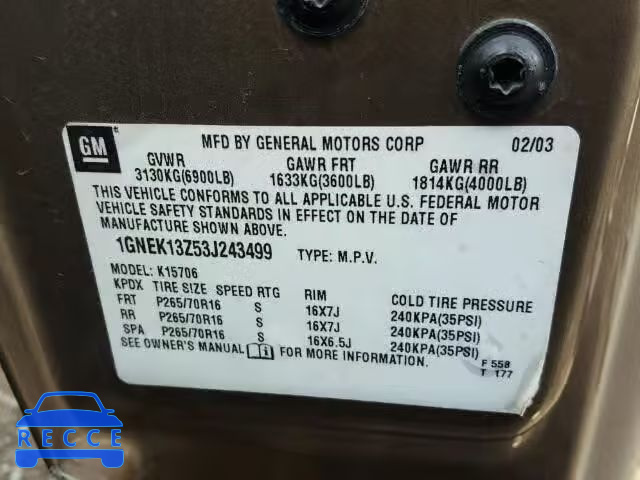 GM
MFD BY GENERAL MOTORS CORP 02/03
GVWR GAWR FRT GAWR RR
3130KG(6900LB) 1633KG(3600LB) 1814KG(4000LB)
THIS VEHICLE CONFORMS TO ALL APPLICABLE U.S. FEDERAL MOTOR
VEHICLE SAFETY STANDARDS IN EFFECT ON THE DATE OF
MANUFACTURE SHOWN ABOVE.
1GNEK13Z53J243499 TYPE: M.P.V.
MODEL: K15706
KPDX TIRE SIZE SPEED RTG RIM COLD TIRE PRESSURE
FRT P265/70R16 S 16X7J 240KPA(35PSI)
RR P265/70R16 S 16X7J 240KPA(35PSI)
SPA P265/70R16 S 16X6.5J 240KPA(35PSI)
SEE OWNER'S MANUAL FOR MORE INFORMATION.
F 558
T 177
RECCE